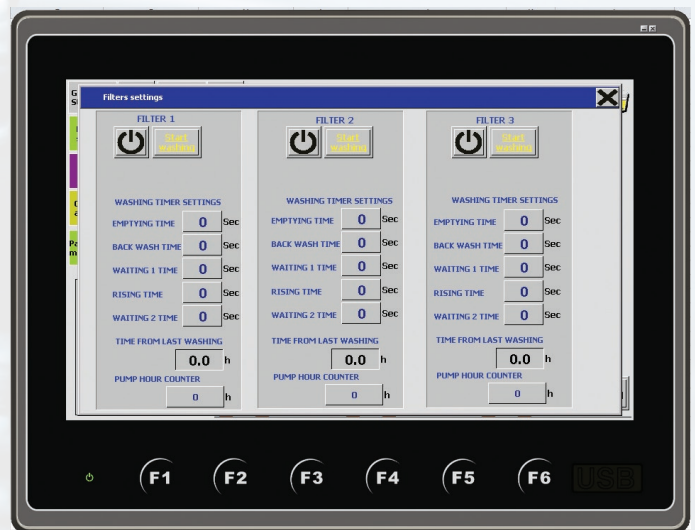 Filters settings
FILTER 1
Start
washing
WASHING TIMER SETTINGS
EMPTYING TIME 0 Sec
BACK WASH TIME 0 Sec
WAITING 1 TIME 0 Sec
RISING TIME 0 Sec
WAITING 2 TIME 0 Sec
TIME FROM LAST WASHING
0.0 h
PUMP HOUR COUNTER
0 h
FILTER 2
Start
washing
WASHING TIMER SETTINGS
EMPTYING TIME 0 Sec
BACK WASH TIME 0 Sec
WAITING 1 TIME 0 Sec
RISING TIME 0 Sec
WAITING 2 TIME 0 Sec
TIME FROM LAST WASHING
0.0 h
PUMP HOUR COUNTER
0 h
FILTER 3
Start
washing
WASHING TIMER SETTINGS
EMPTYING TIME 0 Sec
BACK WASH TIME 0 Sec
WAITING 1 TIME 0 Sec
RISING TIME 0 Sec
WAITING 2 TIME 0 Sec
TIME FROM LAST WASHING
0.0 h
PUMP HOUR COUNTER
0 h
F1 F2 F3 F4 F5 F6 USB